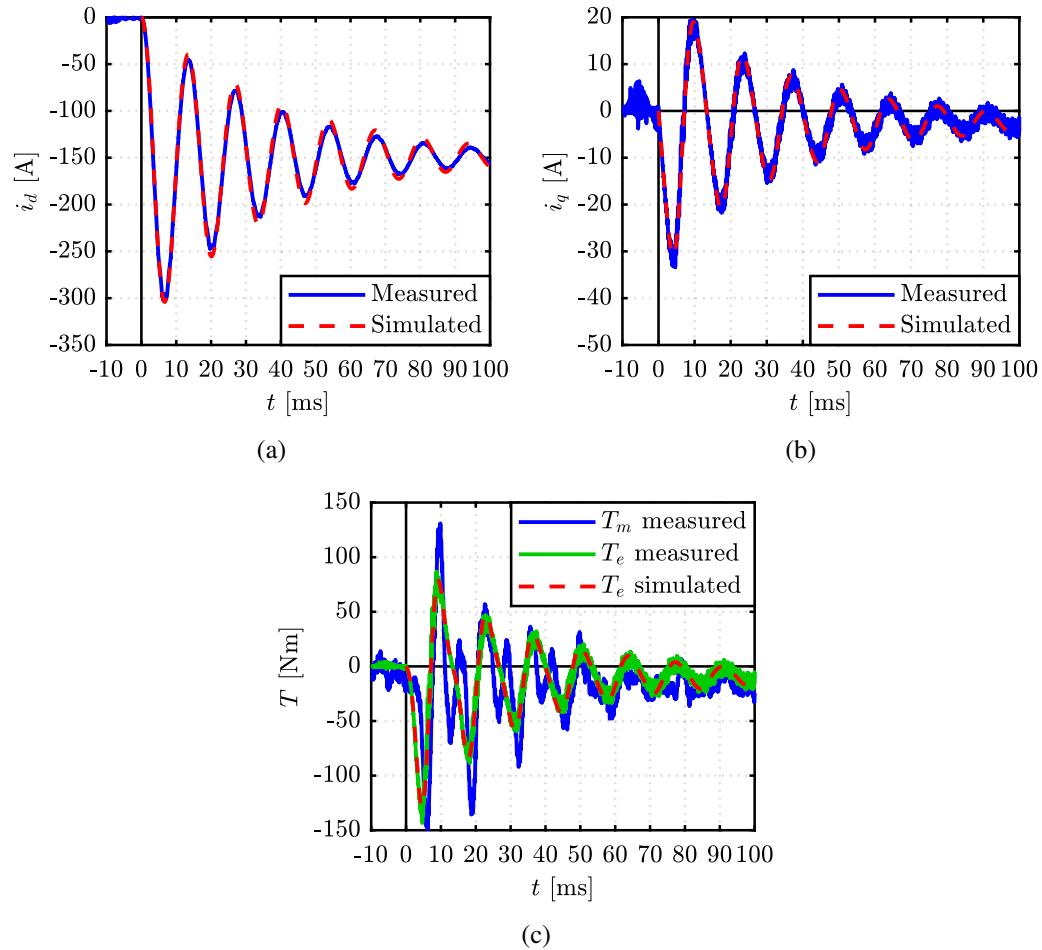 0
-50
-100
-150
-200
-250
-300
-350
i_d [A]
Measured
Simulated
-10 0 10 20 30 40 50 60 70 80 90 100
t [ms]
(a)
20
10
0
-10
-20
-30
-40
-50
i_q [A]
Measured
Simulated
-10 0 10 20 30 40 50 60 70 80 90 100
t [ms]
(b)
150
100
50
0
-50
-100
-150
T [Nm]
T_m measured
T_e measured
T_e simulated
-10 0 10 20 30 40 50 60 70 80 90 100
t [ms]
(c)